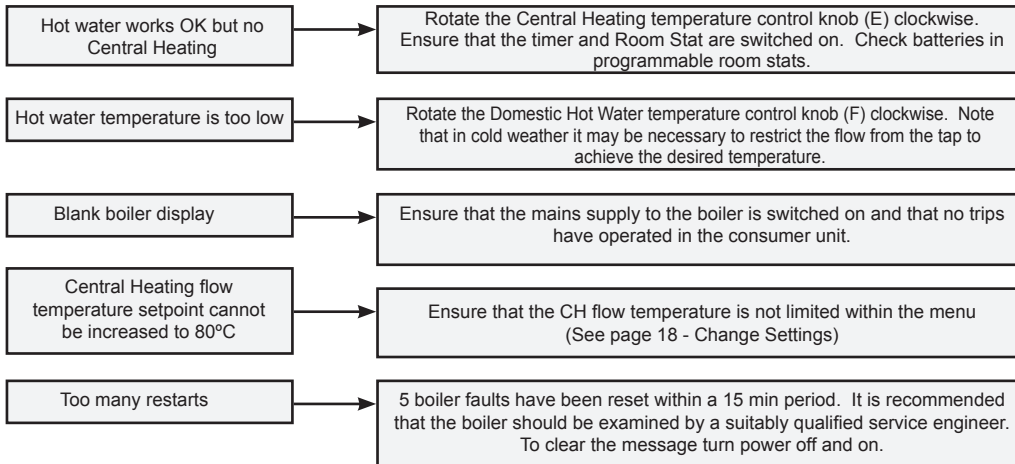 Hot water works OK but no
Central Heating
Rotate the Central Heating temperature control knob (E) clockwise.
Ensure that the timer and Room Stat are switched on.  Check batteries in
programmable room stats.
Hot water temperature is too low
Rotate the Domestic Hot Water temperature control knob (F) clockwise.  Note
that in cold weather it may be necessary to restrict the flow from the tap to
achieve the desired temperature.
Blank boiler display
Ensure that the mains supply to the boiler is switched on and that no trips
have operated in the consumer unit.
Central Heating flow
temperature setpoint cannot
be increased to 80ºC
Ensure that the CH flow temperature is not limited within the menu
(See page 18 - Change Settings)
Too many restarts
5 boiler faults have been reset within a 15 min period.  It is recommended
that the boiler should be examined by a suitably qualified service engineer.
To clear the message turn power off and on.